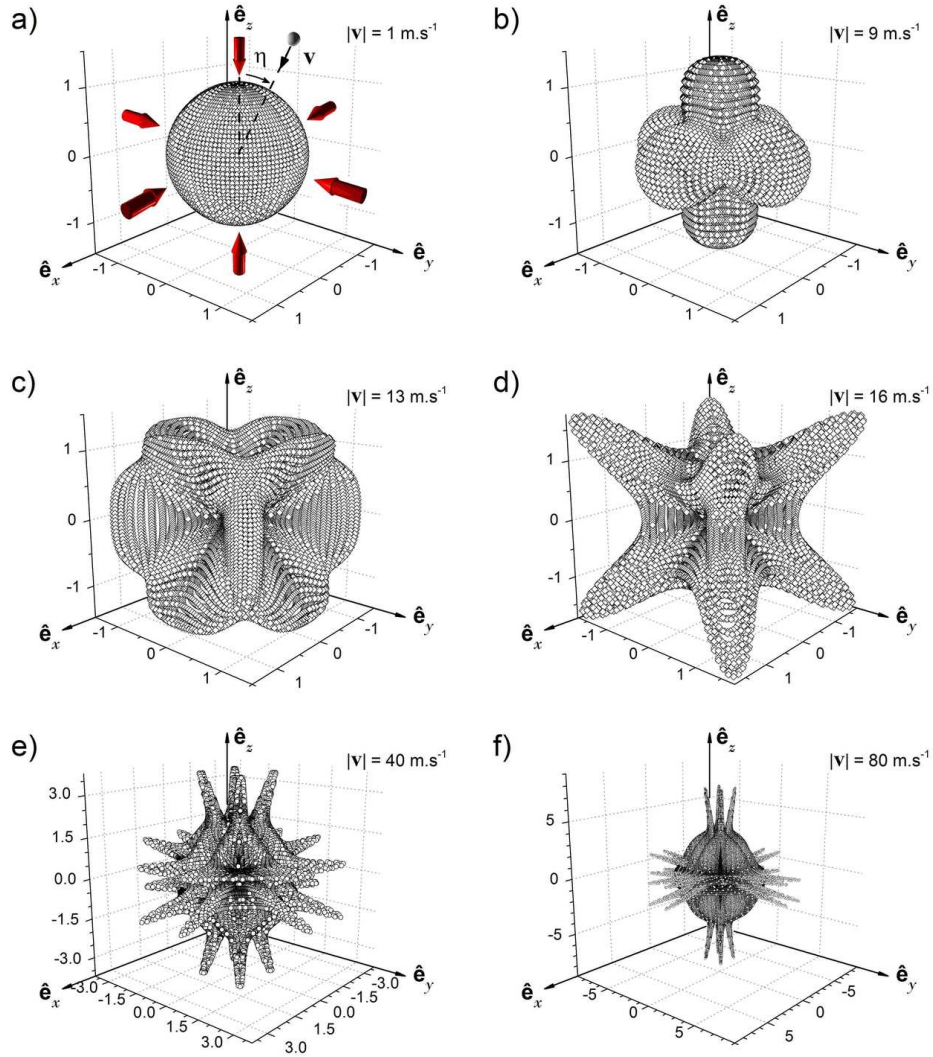 a)
ê_z
|v| = 1 m.s⁻¹
η
v
1
0
-1
ê_x
-1
0
1
1
0
-1
ê_y
b)
ê_z
|v| = 9 m.s⁻¹
1
0
-1
ê_x
-1
0
1
1
0
-1
ê_y
c)
ê_z
|v| = 13 m.s⁻¹
1
0
-1
ê_x
-1
0
1
1
0
-1
ê_y
d)
ê_z
|v| = 16 m.s⁻¹
1
0
-1
ê_x
-1
0
1
1
0
-1
ê_y
e)
ê_z
|v| = 40 m.s⁻¹
3.0
1.5
0.0
-1.5
-3.0
ê_x
-3.0
-1.5
0.0
1.5
3.0
3.0
1.5
0.0
-1.5
-3.0
ê_y
f)
ê_z
|v| = 80 m.s⁻¹
5
0
-5
ê_x
-5
0
5
5
0
-5
ê_y